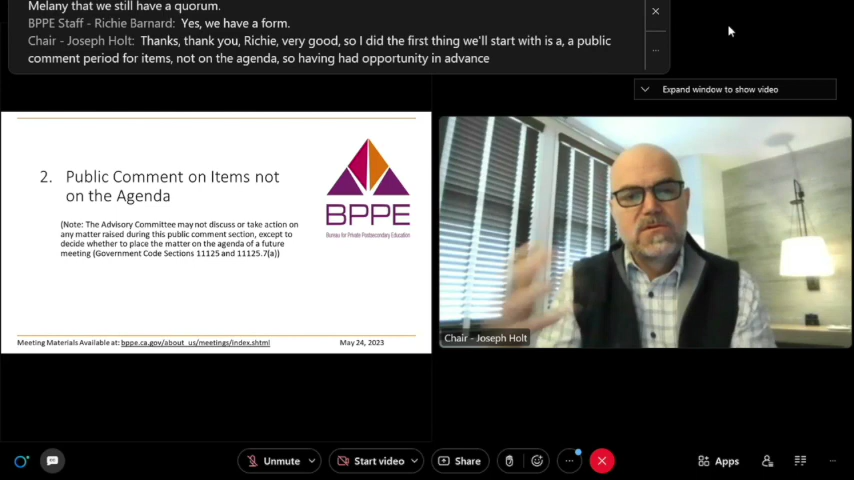 Melany that we still have a quorum.
BPPE Staff - Richie Barnard: Yes, we have a form.
Chair - Joseph Holt: Thanks, thank you, Richie, very good, so I did the first thing we'll start with is a, a public
comment period for items, not on the agenda, so having had opportunity in advance
Expand window to show video
2. Public Comment on Items not
on the Agenda
(Note: The Advisory Committee may not discuss or take action on
any matter raised during this public comment section, except to
decide whether to place the matter on the agenda of a future
meeting (Government Code Sections 11125 and 11125.7(a))
BPPE
Bureau for Private Postsecondary Education
Meeting Materials Available at: bppe.ca.gov/about_us/meetings/index.shtml
May 24, 2023
Chair - Joseph Holt
Unmute
Start video
Share
Apps